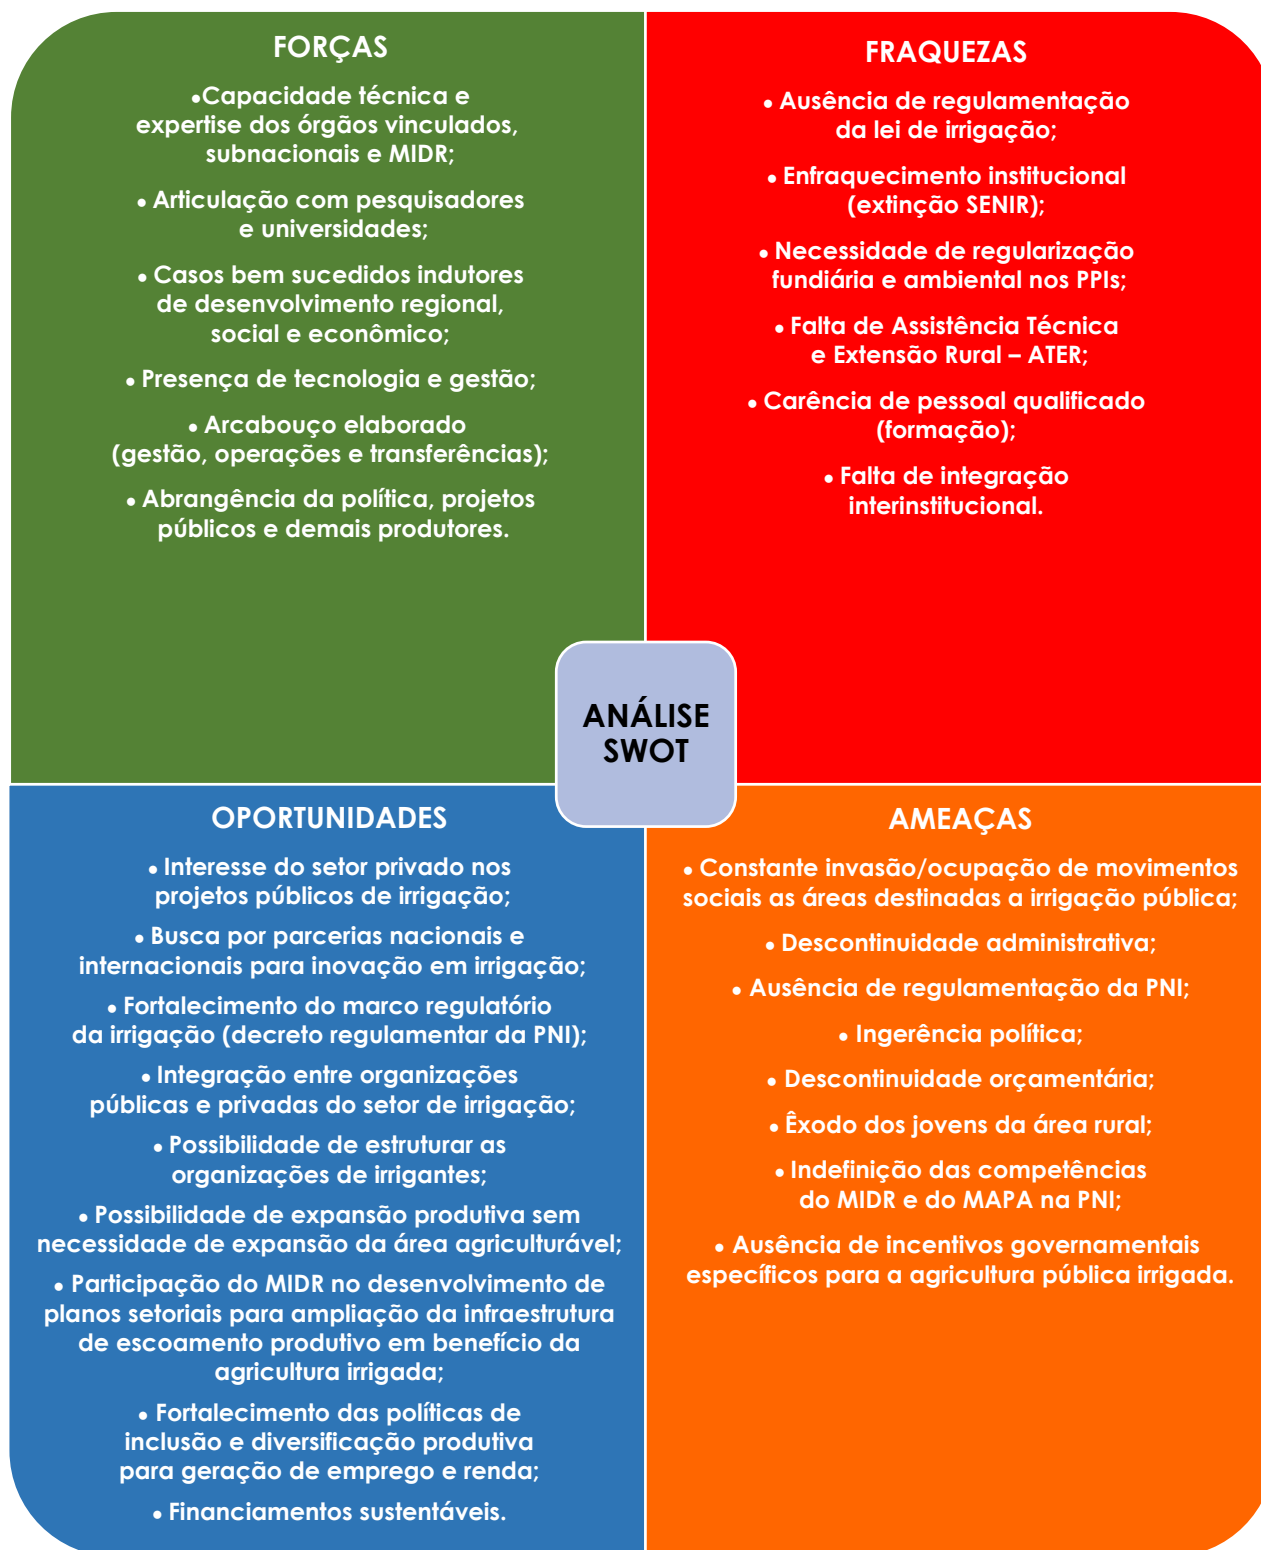 FORÇAS
•Capacidade técnica e
expertise dos órgãos vinculados,
subnacionais e MIDR;
• Articulação com pesquisadores
e universidades;
• Casos bem sucedidos indutores
de desenvolvimento regional,
social e econômico;
• Presença de tecnologia e gestão;
• Arcabouço elaborado
(gestão, operações e transferências);
• Abrangência da política, projetos
públicos e demais produtores.
FRAQUEZAS
• Ausência de regulamentação
da lei de irrigação;
• Enfraquecimento institucional
(extinção SENIR);
• Necessidade de regularização
fundiária e ambiental nos PPIs;
• Falta de Assistência Técnica
e Extensão Rural – ATER;
• Carência de pessoal qualificado
(formação);
• Falta de integração
interinstitucional.
ANÁLISE
SWOT
OPORTUNIDADES
• Interesse do setor privado nos
projetos públicos de irrigação;
• Busca por parcerias nacionais e
internacionais para inovação em irrigação;
• Fortalecimento do marco regulatório
da irrigação (decreto regulamentar da PNI);
• Integração entre organizações
públicas e privadas do setor de irrigação;
• Possibilidade de estruturar as
organizações de irrigantes;
• Possibilidade de expansão produtiva sem
necessidade de expansão da área agriculturável;
• Participação do MIDR no desenvolvimento de
planos setoriais para ampliação da infraestrutura
de escoamento produtivo em benefício da
agricultura irrigada;
• Fortalecimento das políticas de
inclusão e diversificação produtiva
para geração de emprego e renda;
• Financiamentos sustentáveis.
AMEAÇAS
• Constante invasão/ocupação de movimentos
sociais as áreas destinadas a irrigação pública;
• Descontinuidade administrativa;
• Ausência de regulamentação da PNI;
• Ingerência política;
• Descontinuidade orçamentária;
• Êxodo dos jovens da área rural;
• Indefinição das competências
do MIDR e do MAPA na PNI;
• Ausência de incentivos governamentais
específicos para a agricultura pública irrigada.